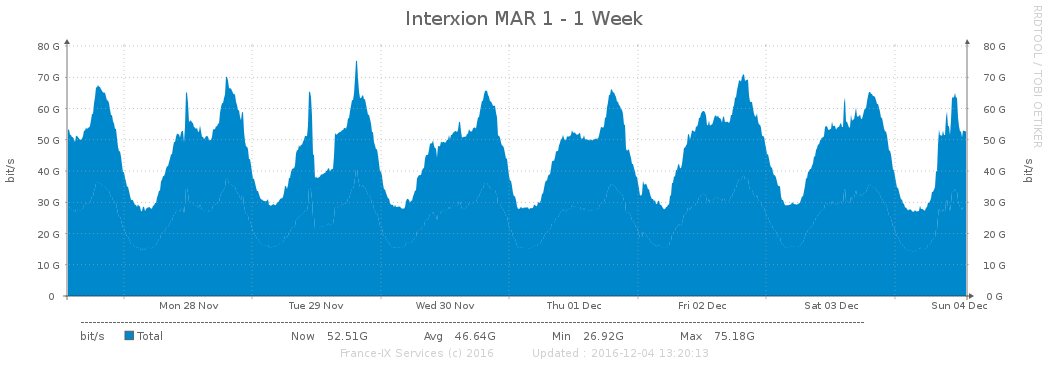 Interxion MAR 1 - 1 Week
RRDTOOL / TOBI OETIKER
bit/s
80 G 80 G
70 G 70 G
60 G 60 G
50 G 50 G
40 G 40 G
30 G 30 G
20 G 20 G
10 G 10 G
0 0 G
bit/s
Mon 28 Nov Tue 29 Nov Wed 30 Nov Thu 01 Dec Fri 02 Dec Sat 03 Dec Sun 04 Dec
bit/s Total Now 52.51G Avg 46.64G Min 26.92G Max 75.18G
France-IX Services (c) 2016 Updated : 2016-12-04 13:20:13